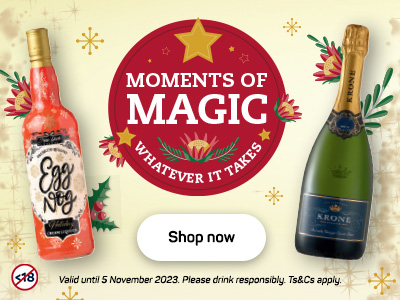 MOMENTS OF
MAGIC
WHATEVER IT TAKES
Egg
Nog
KRONE
KRONE
Shop now
18
Valid until 5 November 2023. Please drink responsibly. Ts&Cs apply.